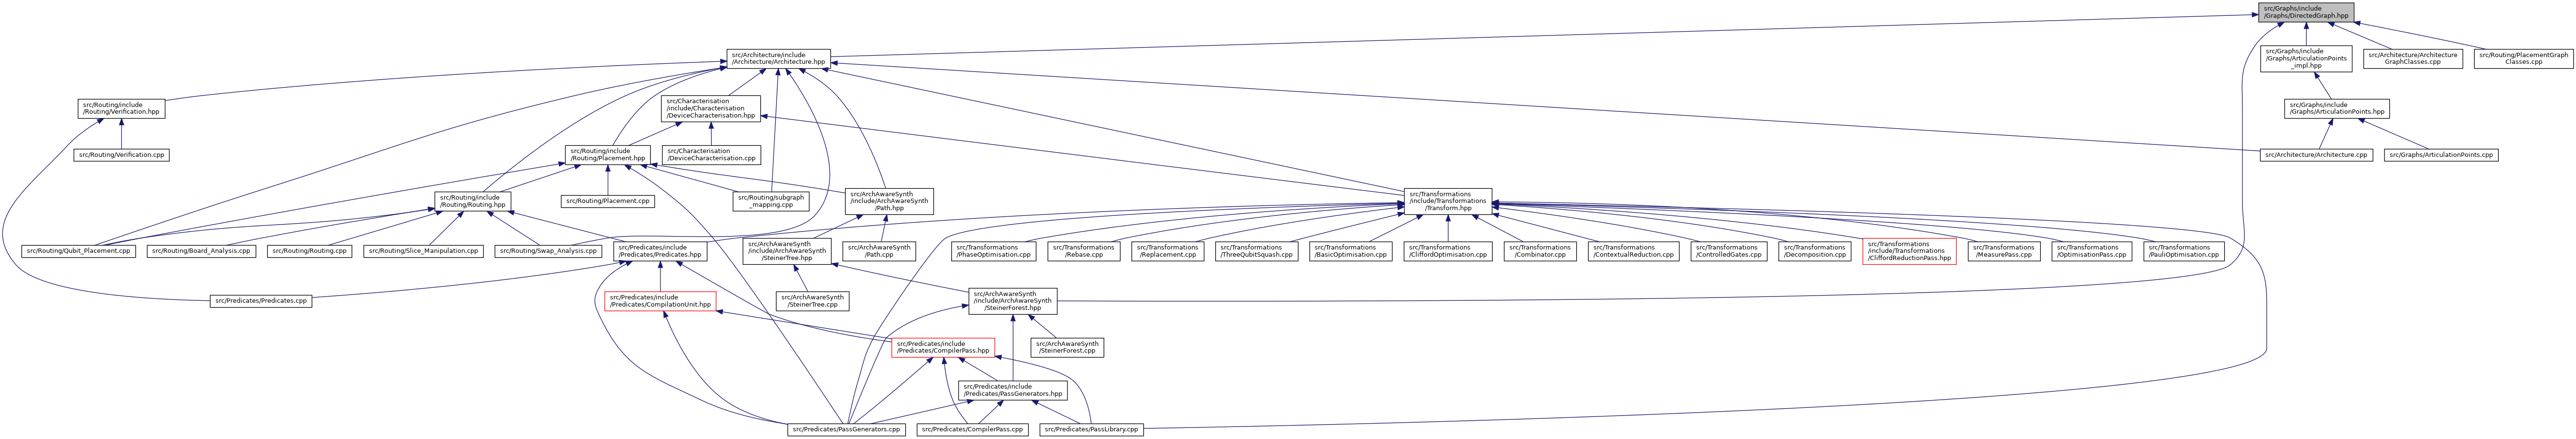 src/Graphs/include
/Graphs/DirectedGraph.hpp
src/Architecture/include
/Architecture/Architecture.hpp
src/Graphs/include
/Graphs/ArticulationPoints
_impl.hpp
src/Architecture/Architecture
GraphClasses.cpp
src/Routing/PlacementGraph
Classes.cpp
src/Routing/include
/Routing/Verification.hpp
src/Characterisation
/include/Characterisation
/DeviceCharacterisation.hpp
src/Graphs/include
/Graphs/ArticulationPoints.hpp
src/Routing/Verification.cpp
src/Routing/include
/Routing/Placement.hpp
src/Characterisation
/DeviceCharacterisation.cpp
src/Architecture/Architecture.cpp
src/Graphs/ArticulationPoints.cpp
src/Routing/include
/Routing/Routing.hpp
src/Routing/Placement.cpp
src/Routing/subgraph
_mapping.cpp
src/ArchAwareSynth
/include/ArchAwareSynth
/Path.hpp
src/Transformations
/include/Transformations
/Transform.hpp
src/Routing/Qubit_Placement.cpp
src/Routing/Board_Analysis.cpp
src/Routing/Routing.cpp
src/Routing/Slice_Manipulation.cpp
src/Routing/Swap_Analysis.cpp
src/Predicates/include
/Predicates/Predicates.hpp
src/ArchAwareSynth
/include/ArchAwareSynth
/SteinerTree.hpp
src/ArchAwareSynth
/Path.cpp
src/Transformations
/PhaseOptimisation.cpp
src/Transformations
/Rebase.cpp
src/Transformations
/Replacement.cpp
src/Transformations
/ThreeQubitSquash.cpp
src/Transformations
/BasicOptimisation.cpp
src/Transformations
/CliffordOptimisation.cpp
src/Transformations
/Combinator.cpp
src/Transformations
/ContextualReduction.cpp
src/Transformations
/ControlledGates.cpp
src/Transformations
/Decomposition.cpp
src/Transformations
/include/Transformations
/CliffordReductionPass.hpp
src/Transformations
/MeasurePass.cpp
src/Transformations
/OptimisationPass.cpp
src/Transformations
/PauliOptimisation.cpp
src/Predicates/Predicates.cpp
src/Predicates/include
/Predicates/CompilationUnit.hpp
src/ArchAwareSynth
/SteinerTree.cpp
src/ArchAwareSynth
/include/ArchAwareSynth
/SteinerForest.hpp
src/Predicates/include
/Predicates/CompilerPass.hpp
src/ArchAwareSynth
/SteinerForest.cpp
src/Predicates/include
/Predicates/PassGenerators.hpp
src/Predicates/PassGenerators.cpp
src/Predicates/CompilerPass.cpp
src/Predicates/PassLibrary.cpp